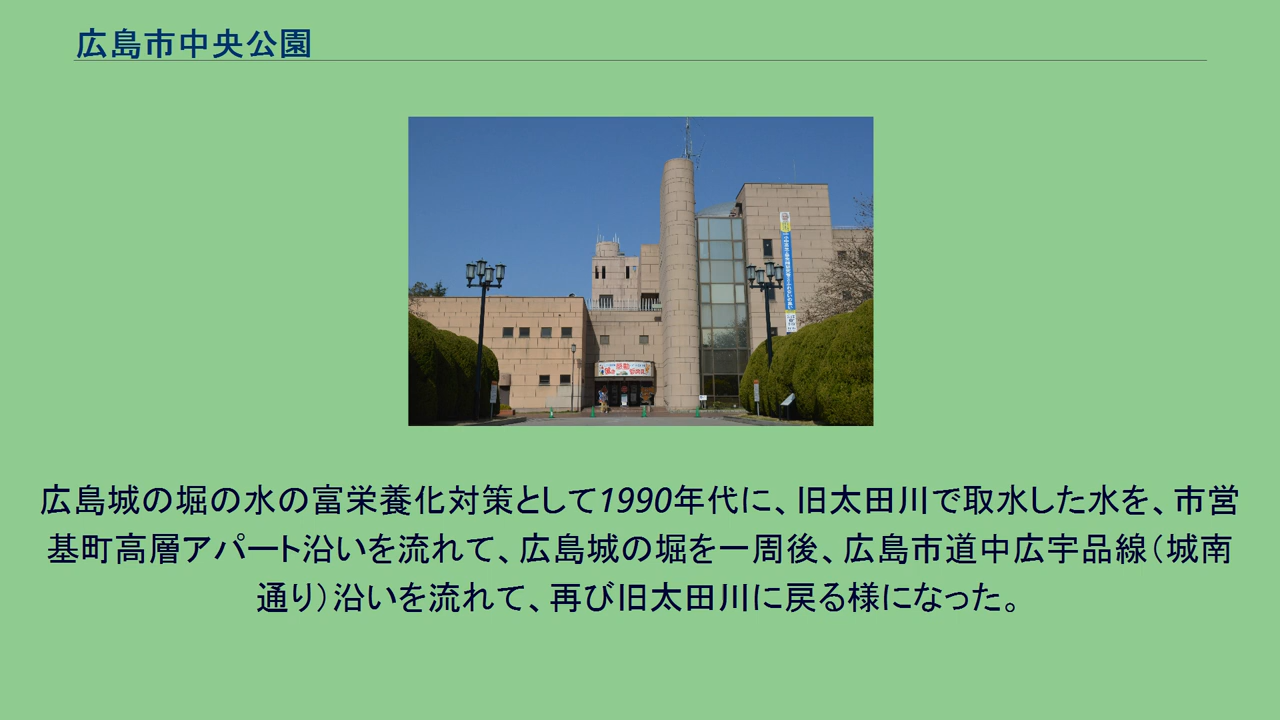 広島市中央公園
広島城の堀の水の富栄養化対策として1990年代に、旧太田川で取水した水を、市営
基町高層アパート沿いを流れて、広島城の堀を一周後、広島市道中広宇品線（城南
通り）沿いを流れて、再び旧太田川に戻る様になった。